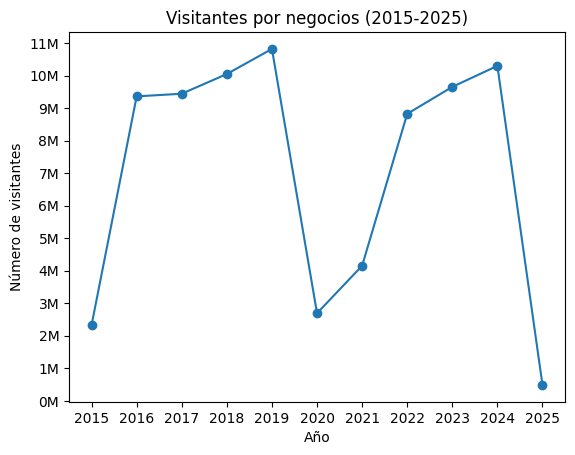 Visitantes por negocios (2015-2025)
11M
10M
9M
8M
7M
6M
5M
4M
3M
2M
1M
0M
Número de visitantes
2015 2016 2017 2018 2019 2020 2021 2022 2023 2024 2025
Año